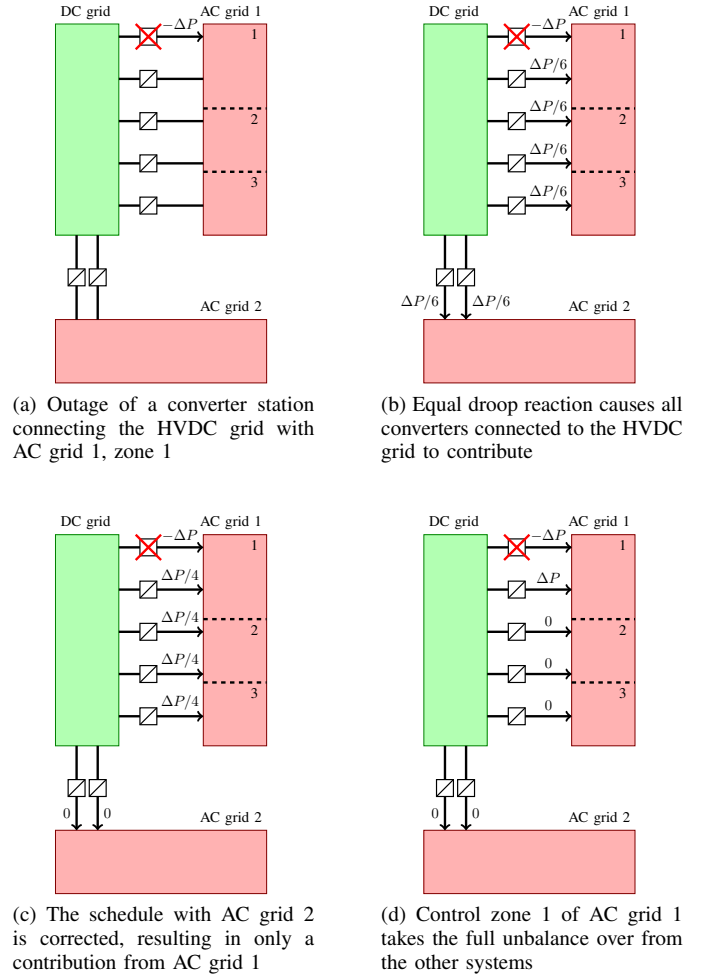 DC grid
AC grid 1
−ΔP
1
2
3
AC grid 2
(a) Outage of a converter station
connecting the HVDC grid with
AC grid 1, zone 1
DC grid
AC grid 1
−ΔP
1
ΔP/6
ΔP/6
2
ΔP/6
3
ΔP/6
ΔP/6
ΔP/6
AC grid 2
(b) Equal droop reaction causes all
converters connected to the HVDC
grid to contribute
DC grid
AC grid 1
−ΔP
1
ΔP/4
ΔP/4
2
ΔP/4
3
ΔP/4
0
0
AC grid 2
(c) The schedule with AC grid 2
is corrected, resulting in only a
contribution from AC grid 1
DC grid
AC grid 1
−ΔP
1
ΔP
0
2
0
3
0
0
0
AC grid 2
(d) Control zone 1 of AC grid 1
takes the full unbalance over from
the other systems